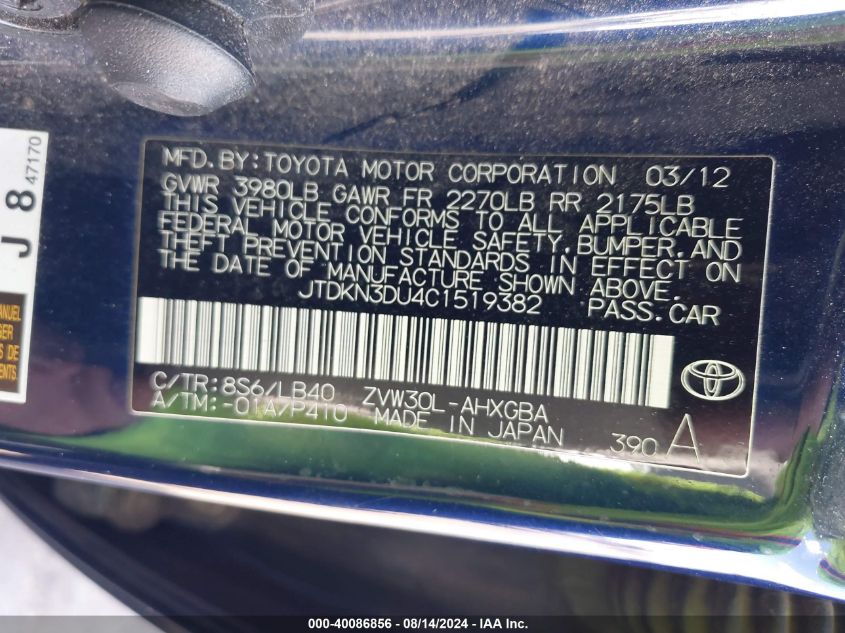 MFD. BY: TOYOTA MOTOR CORPORATION 03/12
GVWR 3980LB GAWR FR 2270LB RR 2175LB
THIS VEHICLE CONFORMS TO ALL APPLICABLE
FEDERAL MOTOR VEHICLE SAFETY, BUMPER, AND
THEFT PREVENTION STANDARDS IN EFFECT ON
THE DATE OF MANUFACTURE SHOWN ABOVE.
JTDKN3DU4C1519382 PASS. CAR
C/TR: 8S6/LB40 ZVW30L-AHXGBA
A/TM: -01A/P410 MADE IN JAPAN 390 A
J 8
47170
GER
S DE
ENTS
000-40086856 - 08/14/2024 - IAA Inc.